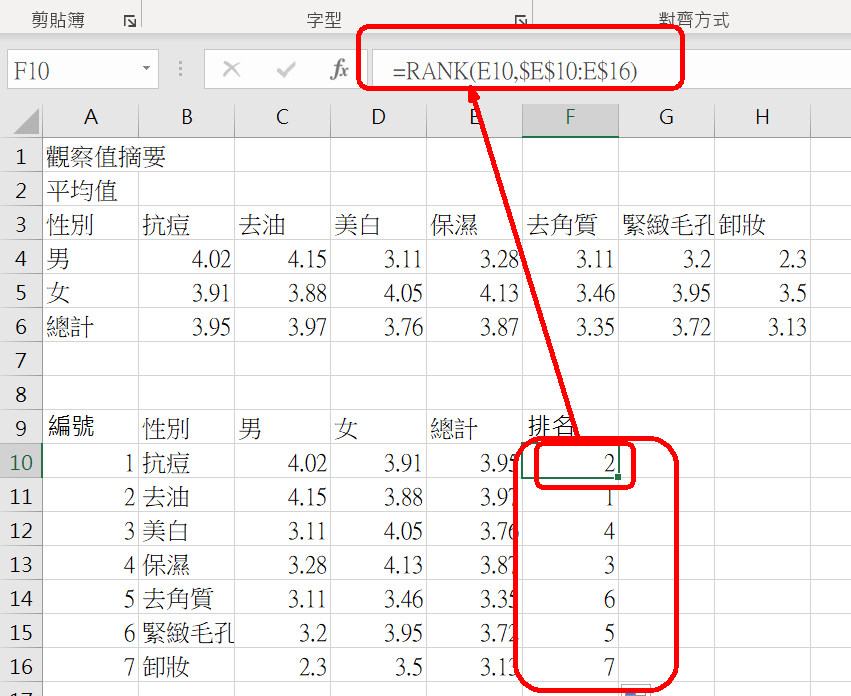 剪貼簿 字型 對齊方式
F10 fx =RANK(E10,$E$10:E$16)
A B C D E F G H
1 觀察值摘要
2 平均值
3 性別 抗痘 去油 美白 保濕 去角質 緊緻毛孔 卸妝
4 男 4.02 4.15 3.11 3.28 3.11 3.2 2.3
5 女 3.91 3.88 4.05 4.13 3.46 3.95 3.5
6 總計 3.95 3.97 3.76 3.87 3.35 3.72 3.13
7
8
9 編號 性別 男 女 總計 排名
10 1 抗痘 4.02 3.91 3.95 2
11 2 去油 4.15 3.88 3.97 1
12 3 美白 3.11 4.05 3.76 4
13 4 保濕 3.28 4.13 3.87 3
14 5 去角質 3.11 3.46 3.35 6
15 6 緊緻毛孔 3.2 3.95 3.72 5
16 7 卸妝 2.3 3.5 3.13 7
17